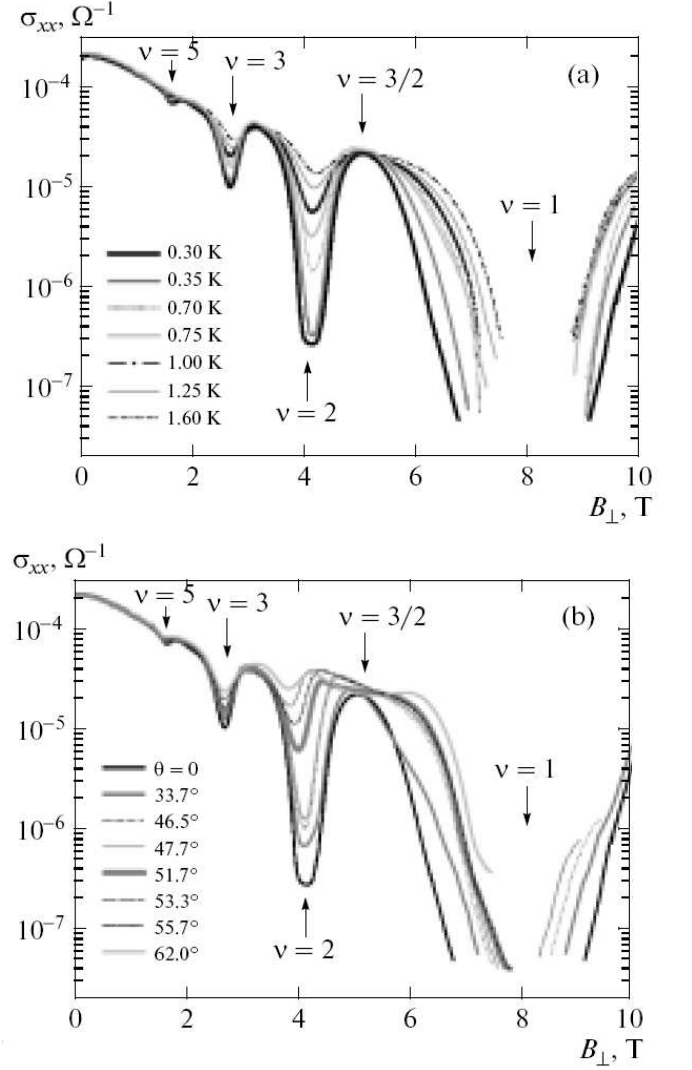 σxx, Ω−1
ν = 5
ν = 3
ν = 3/2
(a)
10−4
10−5
ν = 1
0.30 K
0.35 K
10−6
0.70 K
0.75 K
1.00 K
10−7
1.25 K
ν = 2
1.60 K
0 2 4 6 8 10
B⊥, T
σxx, Ω−1
ν = 5
ν = 3
ν = 3/2
(b)
10−4
10−5
θ = 0
ν = 1
33.7°
46.5°
10−6
47.7°
51.7°
53.3°
10−7
55.7°
ν = 2
62.0°
0 2 4 6 8 10
B⊥, T